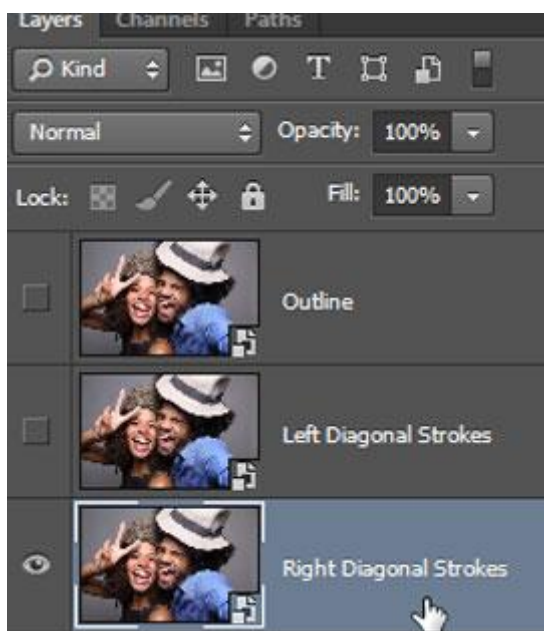 Layers Channels Paths
Kind T
Normal Opacity: 100%
Lock: Fill: 100%
Outline
Left Diagonal Strokes
Right Diagonal Strokes